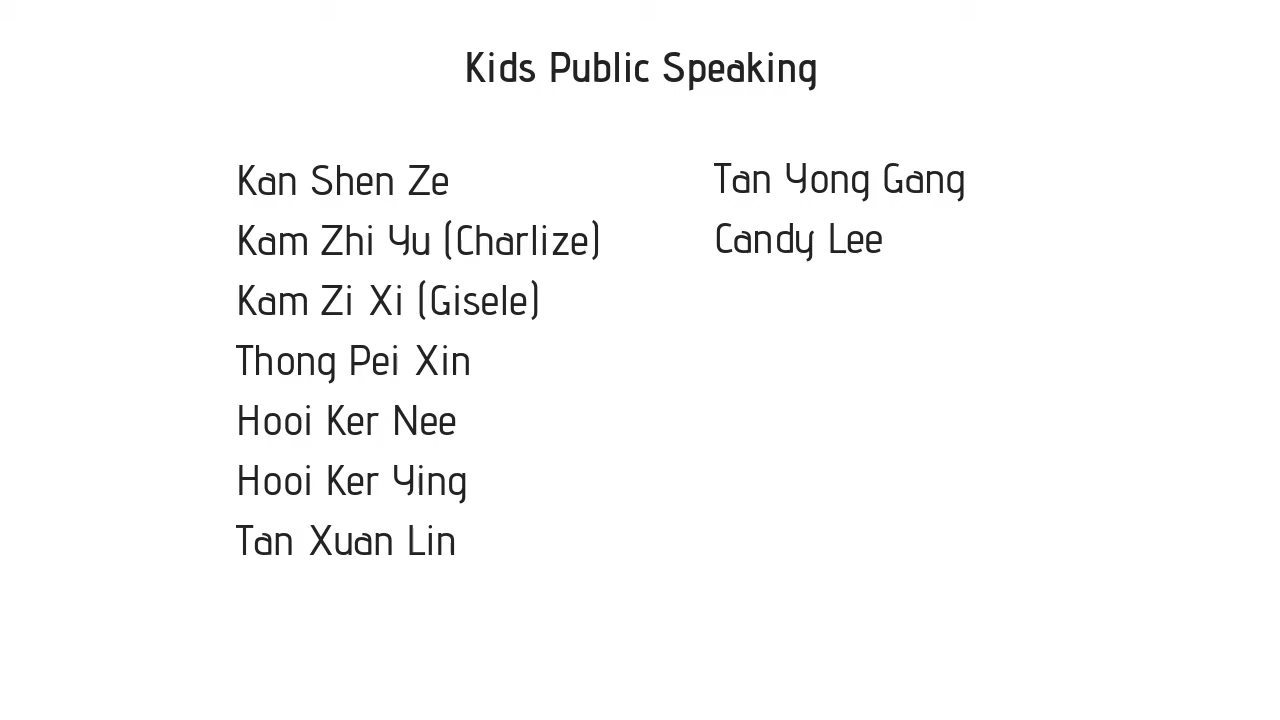 Kids Public Speaking
Kan Shen Ze
Kam Zhi Yu (Charlize)
Kam Zi Xi (Gisele)
Thong Pei Xin
Hooi Ker Nee
Hooi Ker Ying
Tan Xuan Lin
Tan Yong Gang
Candy Lee